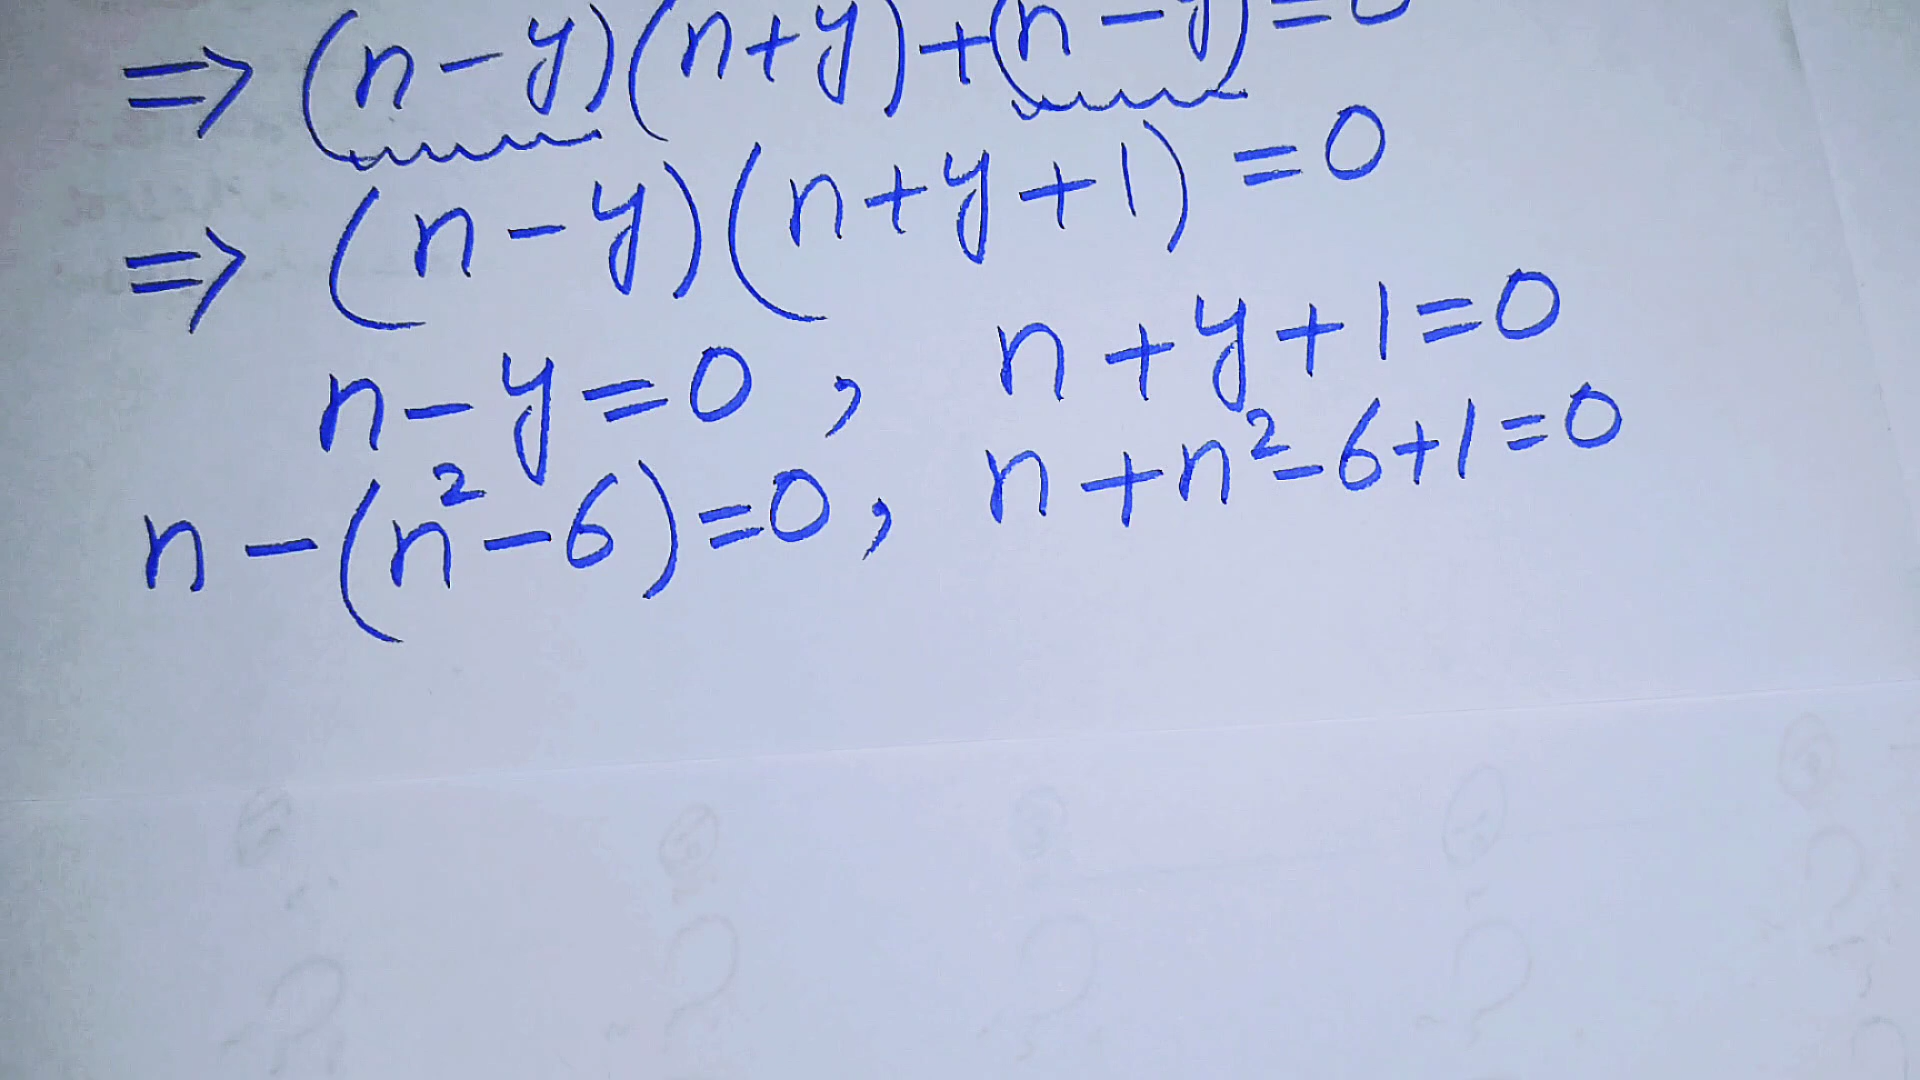 ⇒ (n-y)(n+y)+(n-y)=0
⇒ (n-y)(n+y+1)=0
n-y=0, n+y+1=0
n-(n²-6)=0, n+n²-6+1=0